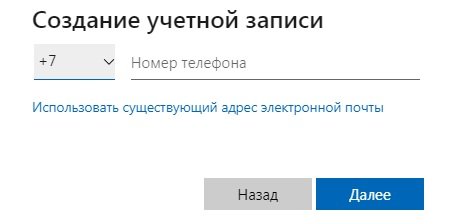 Создание учетной записи
+7 Номер телефона
Использовать существующий адрес электронной почты
Назад Далее